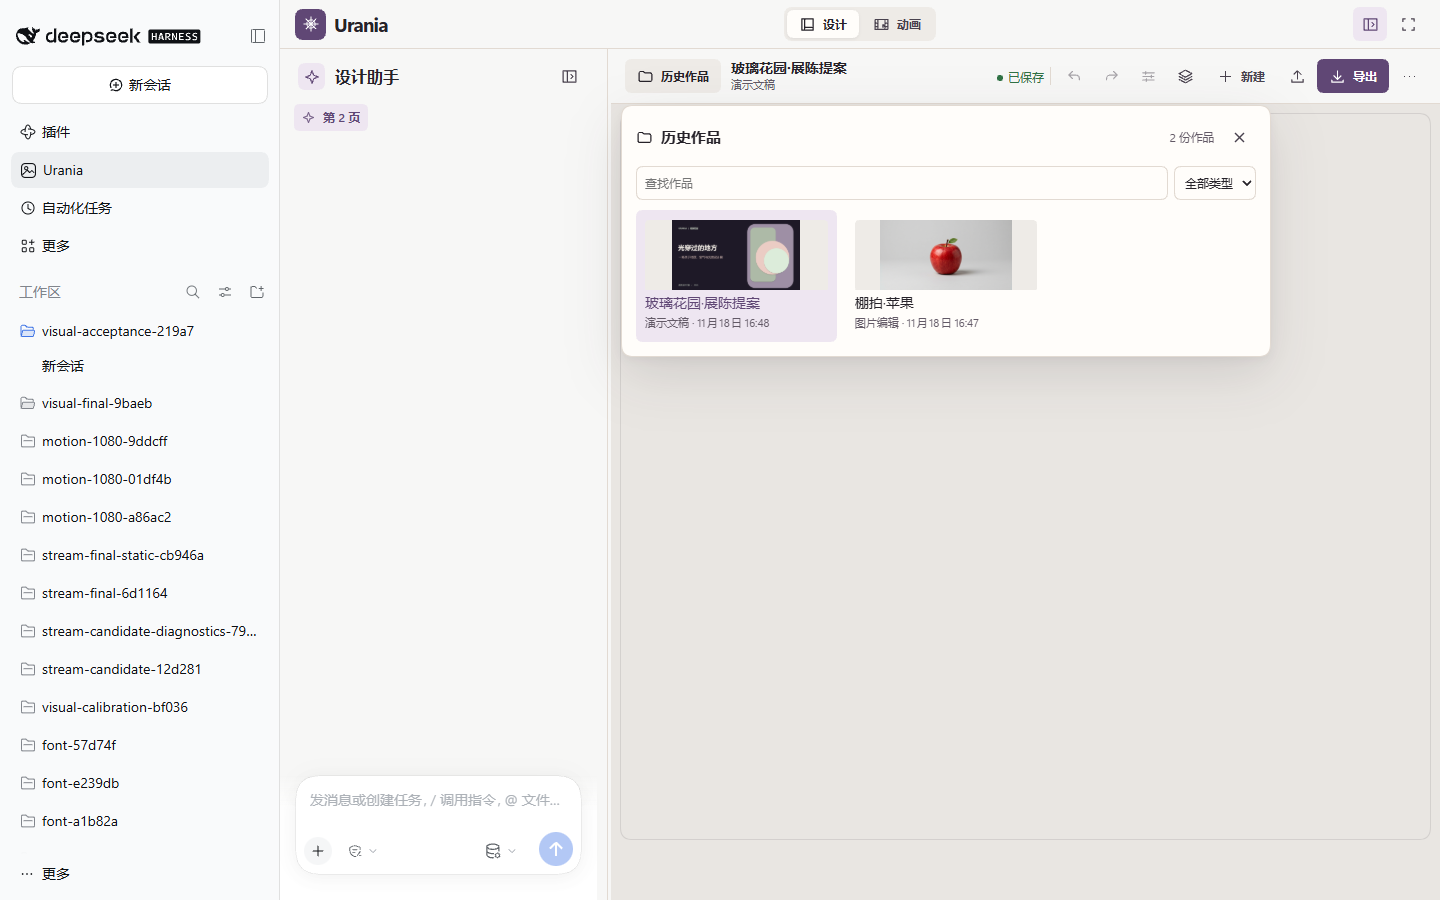 deepseek HARNESS
新会话
插件
Urania
自动化任务
更多
工作区
visual-acceptance-219a7
新会话
visual-final-9baeb
motion-1080-9ddcff
motion-1080-01df4b
motion-1080-a86ac2
stream-final-static-cb946a
stream-final-6d1164
stream-candidate-diagnostics-79...
stream-candidate-12d281
visual-calibration-bf036
font-57d74f
font-e239db
font-a1b82a
更多
Urania
设计
动画
设计助手
第 2 页
发消息或创建任务, / 调用指令, @ 文件...
历史作品
玻璃花园·展陈提案
演示文稿
已保存
新建
导出
历史作品
2 份作品
查找作品
全部类型
光穿过的地方
玻璃花园·展陈提案
演示文稿 · 11月18日 16:48
棚拍·苹果
图片编辑 · 11月18日 16:47